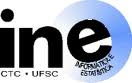 ine
INFORMÁTICA E
ESTATÍSTICA
CTC · UFSC